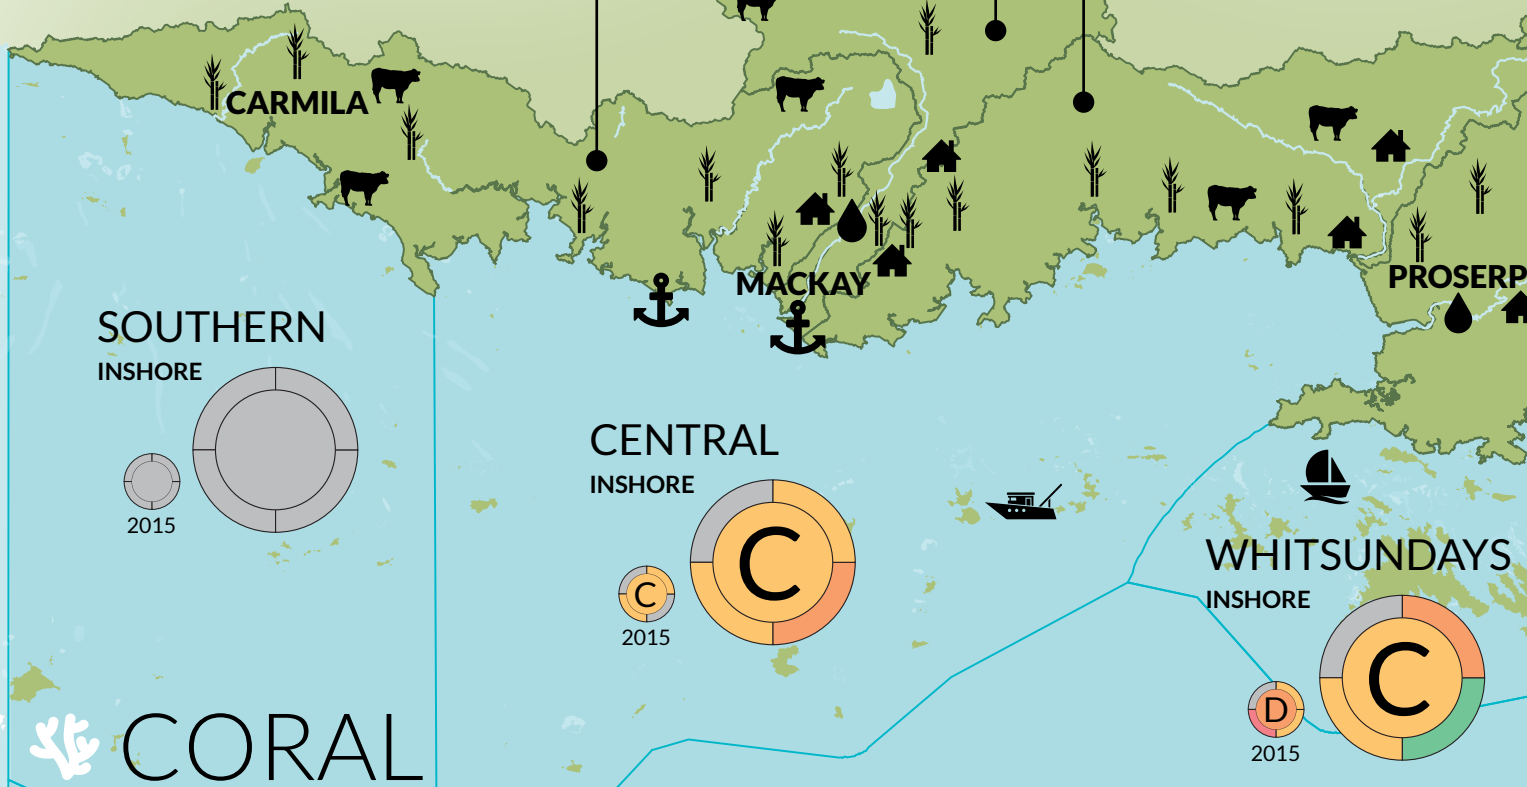 CARMILA
MACKAY
PROSERP
SOUTHERN
INSHORE
2015
CENTRAL
INSHORE
C
C
2015
WHITSUNDAYS
INSHORE
C
D
2015
CORAL